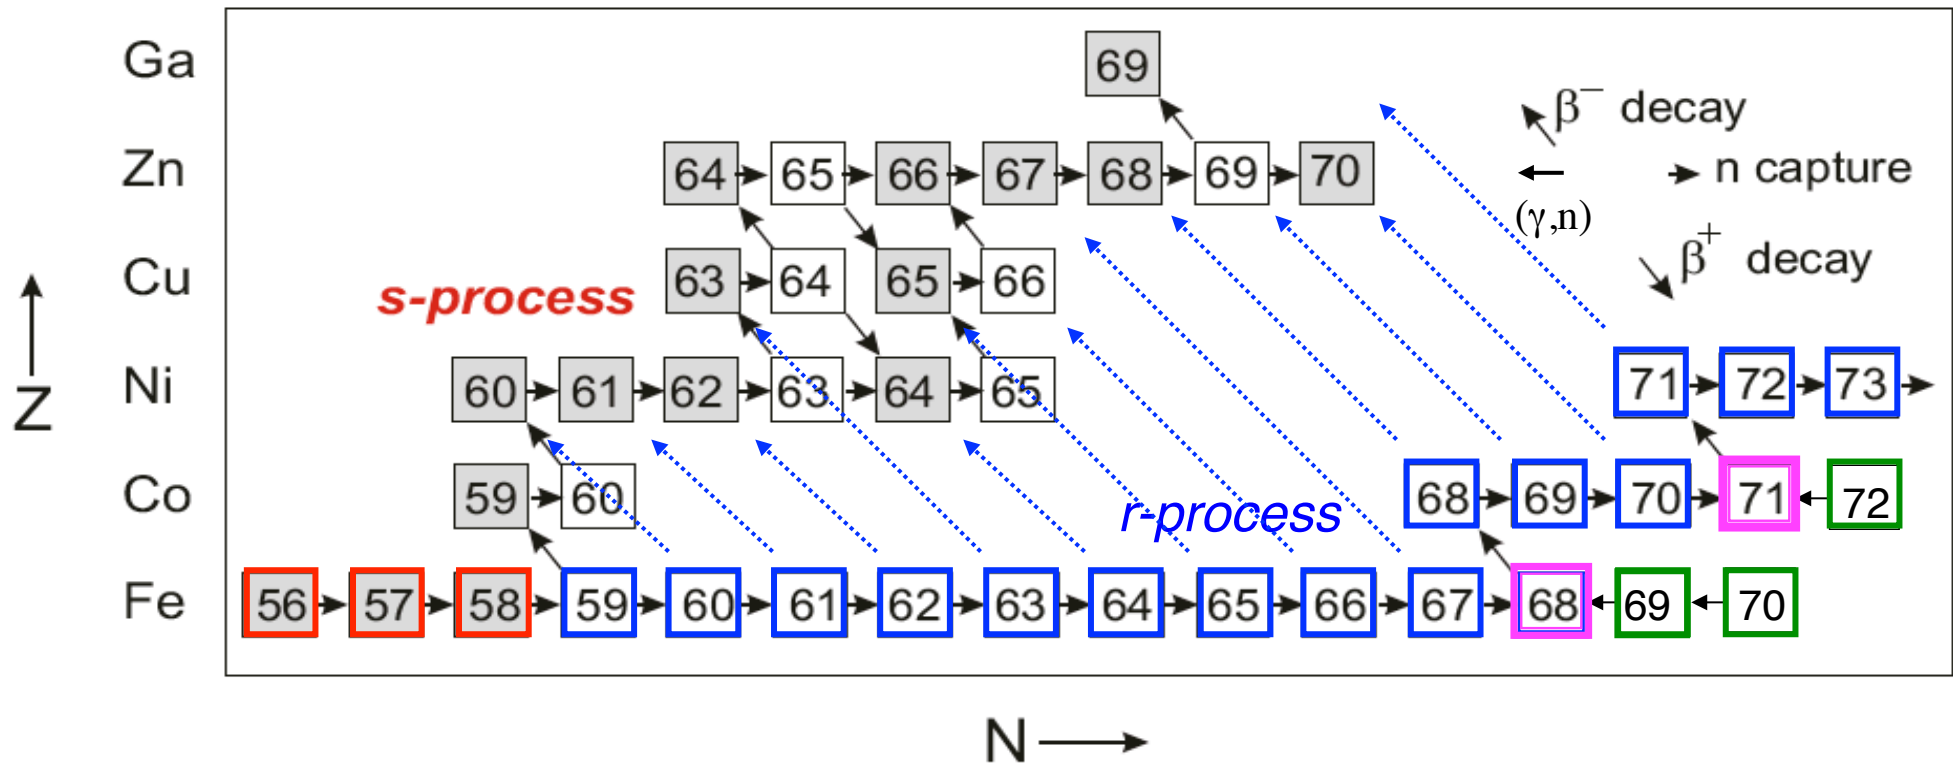 Ga 69
β⁻ decay
Zn 64 65 66 67 68 69 70
n capture
(γ,n)
Cu 63 64 65 66
β⁺ decay
s-process
Ni 60 61 62 63 64 65 71 72 73
Z
Co 59 60 68 69 70 71 72
r-process
Fe 56 57 58 59 60 61 62 63 64 65 66 67 68 69 70
N